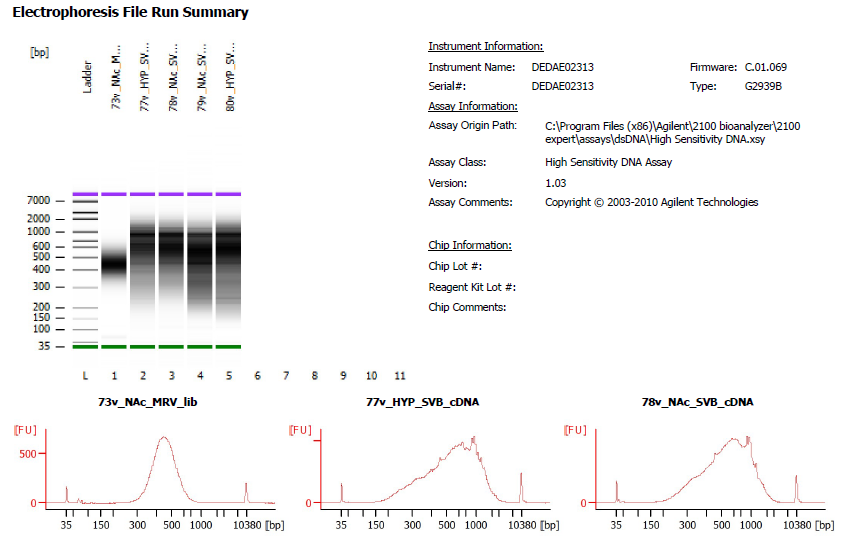 Electrophoresis File Run Summary
[bp]
Ladder
73v_NAc_M...
77v_HYP_SV...
78v_NAc_SV...
79v_NAc_SV...
80v_HYP_SV...
7000
2000
1000
600
500
400
300
200
150
100
35
L 1 2 3 4 5 6 7 8 9 10 11
Instrument Information:
Instrument Name: DEDAE02313 Firmware: C.01.069
Serial#: DEDAE02313 Type: G2939B
Assay Information:
Assay Origin Path: C:\Program Files (x86)\Agilent\2100 bioanalyzer\2100
expert\assays\dsDNA\High Sensitivity DNA.xsy
Assay Class: High Sensitivity DNA Assay
Version: 1.03
Assay Comments: Copyright © 2003-2010 Agilent Technologies
Chip Information:
Chip Lot #:
Reagent Kit Lot #:
Chip Comments:
73v_NAc_MRV_lib
[FU]
500
0
35 150 300 500 1000 10380 [bp]
77v_HYP_SVB_cDNA
[FU]
0
35 150 300 500 1000 10380 [bp]
78v_NAc_SVB_cDNA
[FU]
0
35 150 300 500 1000 10380 [bp]